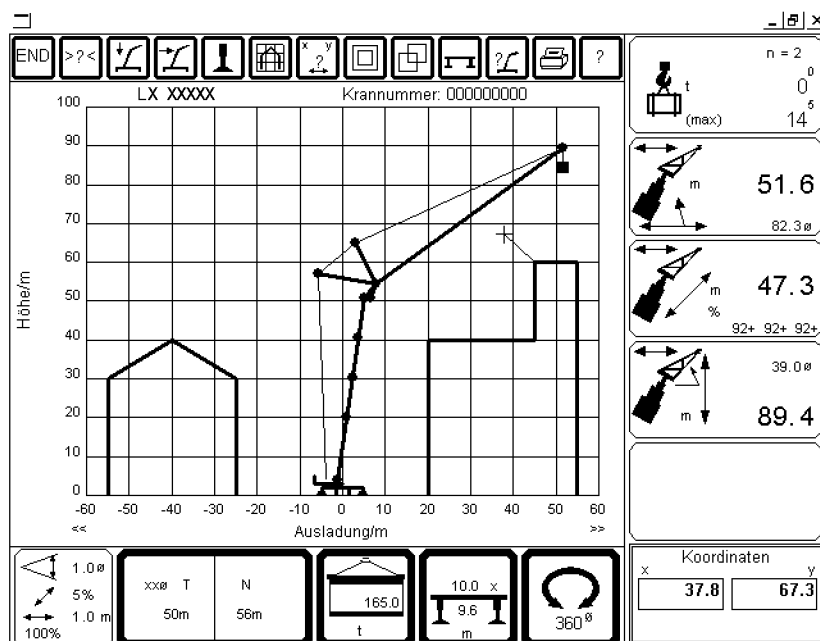 END >?< x y ? ? ?
LX XXXXX Krannummer: 000000000
Höhe/m
100
90
80
70
60
50
40
30
20
10
0
-60 -50 -40 -30 -20 -10 0 10 20 30 40 50 60
<< Ausladung/m >>
n = 2
t 0 0
(max) 14 5
m 51.6
82.3ø
m 47.3
%
92+ 92+ 92+
39.0ø
m 89.4
Koordinaten
x y
37.8 67.3
1.0ø
5%
1.0 m
100%
xxø T N
50m 56m
165.0
t
10.0 x
9.6
m
360ø